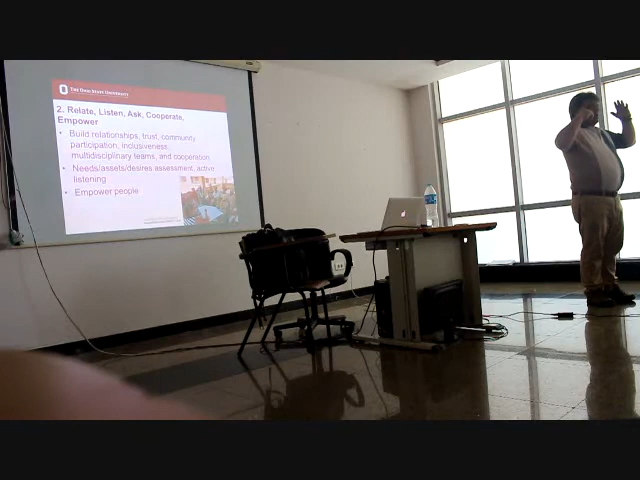 THE OHIO STATE UNIVERSITY
2. Relate, Listen, Ask, Cooperate,
Empower
• Build relationships, trust, community
participation, inclusiveness,
multidisciplinary teams, and cooperation
• Needs/assets/desires assessment, active
listening
• Empower people